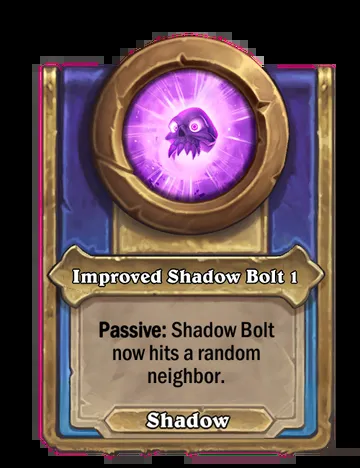 Improved Shadow Bolt 1
Passive: Shadow Bolt
now hits a random
neighbor.
Shadow